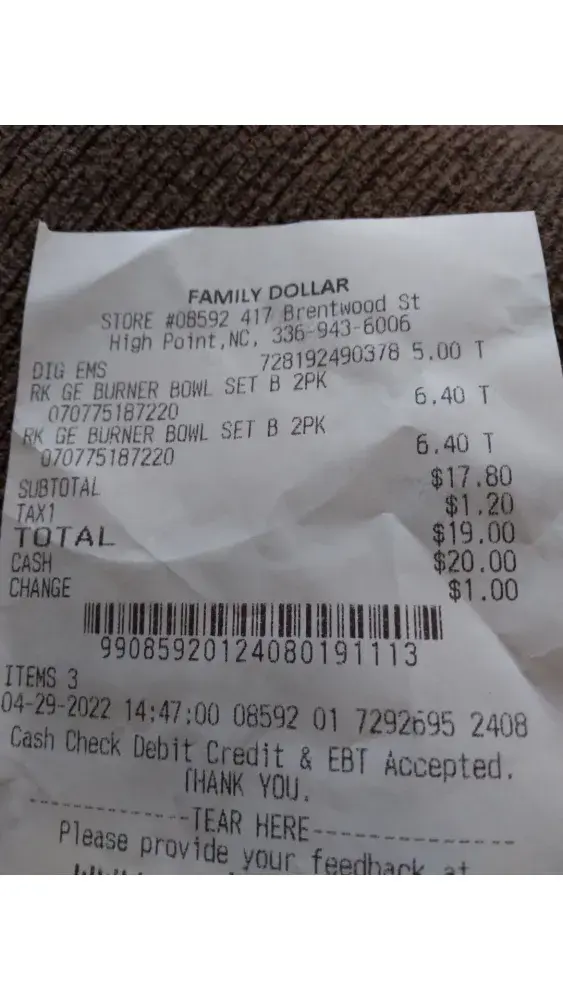 FAMILY DOLLAR
STORE #08592 417 Brentwood St
High Point,NC, 336-943-6006
DIG EMS 728192490378 5.00 T
RK GE BURNER BOWL SET B 2PK
070775187220 6.40 T
RK GE BURNER BOWL SET B 2PK
070775187220 6.40 T
SUBTOTAL $17.80
TAX1 $1.20
TOTAL $19.00
CASH $20.00
CHANGE $1.00
99085920124080191113
ITEMS 3
04-29-2022 14:47:00 08592 01 7292695 2408
Cash Check Debit Credit & EBT Accepted.
THANK YOU.
------------TEAR HERE---------------
Please provide your feedback at